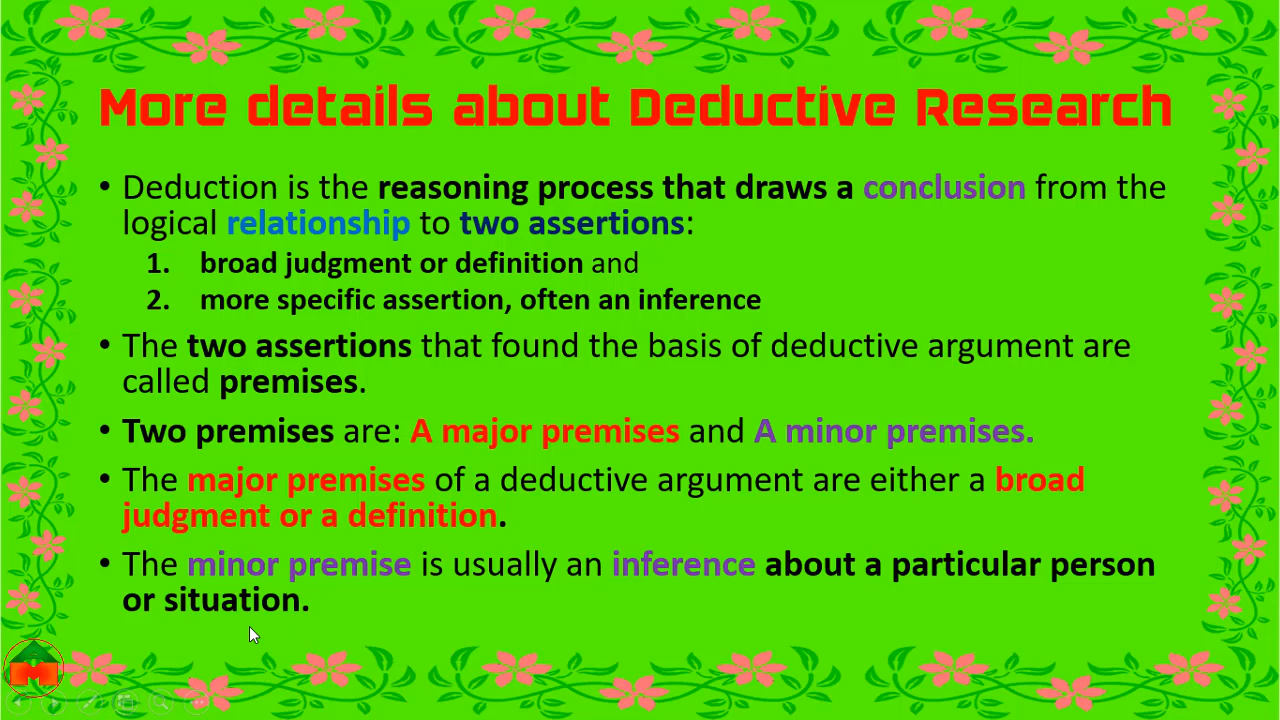 More details about Deductive Research
• Deduction is the reasoning process that draws a conclusion from the
logical relationship to two assertions:
1. broad judgment or definition and
2. more specific assertion, often an inference
• The two assertions that found the basis of deductive argument are
called premises.
• Two premises are: A major premises and A minor premises.
• The major premises of a deductive argument are either a broad
judgment or a definition.
• The minor premise is usually an inference about a particular person
or situation.
M